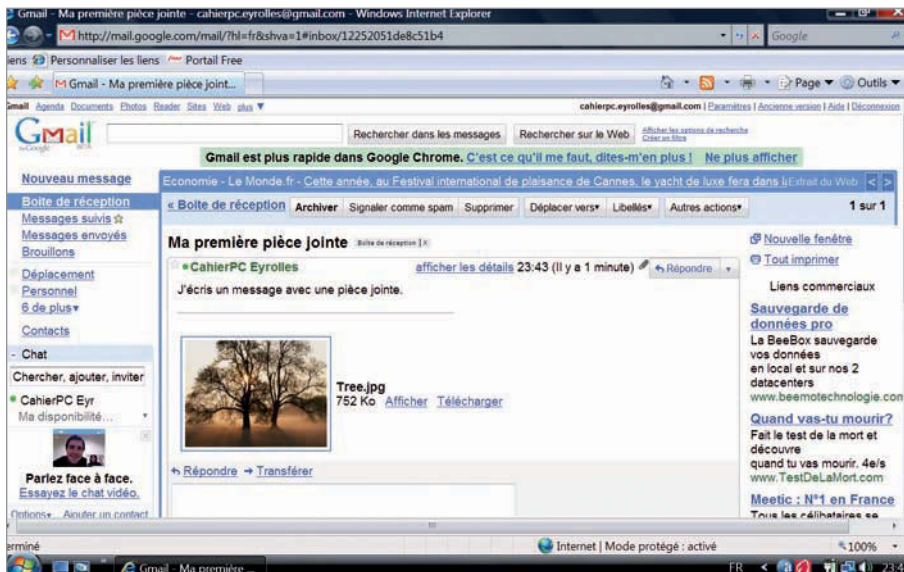 Gmail - Ma première pièce jointe - cahierpc.eyrolles@gmail.com - Windows Internet Explorer
http://mail.google.com/mail/?hl=fr&shva=1#inbox/12252051de8c51b4
Google
iens Personnaliser les liens Portail Free
Gmail - Ma première pièce joint...
Page Outils
Gmail Agenda Documents Photos Reader Sites Web plus
cahierpc.eyrolles@gmail.com | Paramètres | Ancienne version | Aide | Déconnexion
Gmail
by Google BETA
Rechercher dans les messages
Rechercher sur le Web
Afficher les options de recherche
Créer un filtre
Gmail est plus rapide dans Google Chrome. C'est ce qu'il me faut, dites-m'en plus ! Ne plus afficher
Nouveau message
Boîte de réception
Messages suivis
Messages envoyés
Brouillons
Déplacement
Personnel
6 de plus
Contacts
- Chat
Chercher, ajouter, inviter
CahierPC Eyr
Ma disponibilité...
Parlez face à face.
Essayez le chat vidéo.
Options Ajouter un contact
Economie - Le Monde.fr - Cette année, au Festival international de plaisance de Cannes, le yacht de luxe fera dans l
Extrait du Web < >
« Boîte de réception Archiver Signaler comme spam Supprimer Déplacer vers Libellés Autres actions 1 sur 1
Ma première pièce jointe Boîte de réception | X
CahierPC Eyrolles afficher les détails 23:43 (Il y a 1 minute) Répondre
J'écris un message avec une pièce jointe.
Tree.jpg
752 Ko Afficher Télécharger
Répondre Transférer
Nouvelle fenêtre
Tout imprimer
Liens commerciaux
Sauvegarde de
données pro
La BeeBox sauvegarde
vos données
en local et sur nos 2
datacenters
www.beemotechnologie.com
Quand vas-tu mourir?
Fait le test de la mort et
découvre
quand tu vas mourir. 4e/s
www.TestDeLaMort.com
Meetic : N°1 en France
Tous les célibataires se
erminé
Internet | Mode protégé : activé
100%
Gmail - Ma première ...
FR
23:4